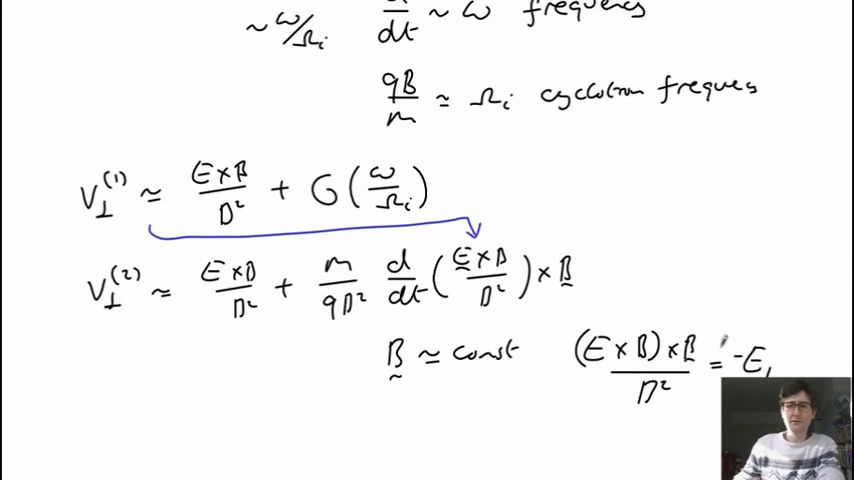 ~ ω/Ωi d/dt ~ ω frequency
qB/m ≃ Ωi cyclotron frequency
V⊥^(1) ≃ E×B/B² + O(ω/Ωi)
V⊥^(2) ≃ E×B/B² + m/qB² d/dt (E×B/B²) × B
B ≃ const (E×B)×B/B² = -E⊥